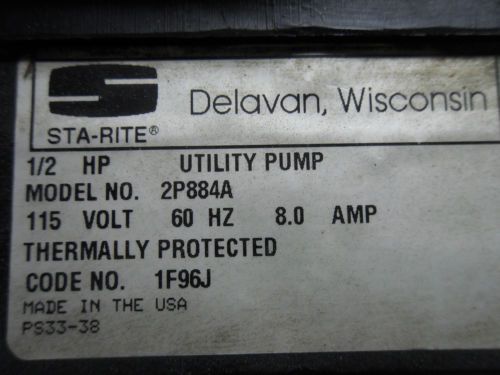 Delavan, Wisconsin
STA-RITE®
1/2 HP UTILITY PUMP
MODEL NO. 2P884A
115 VOLT 60 HZ 8.0 AMP
THERMALLY PROTECTED
CODE NO. 1F96J
MADE IN THE USA
PS33-38